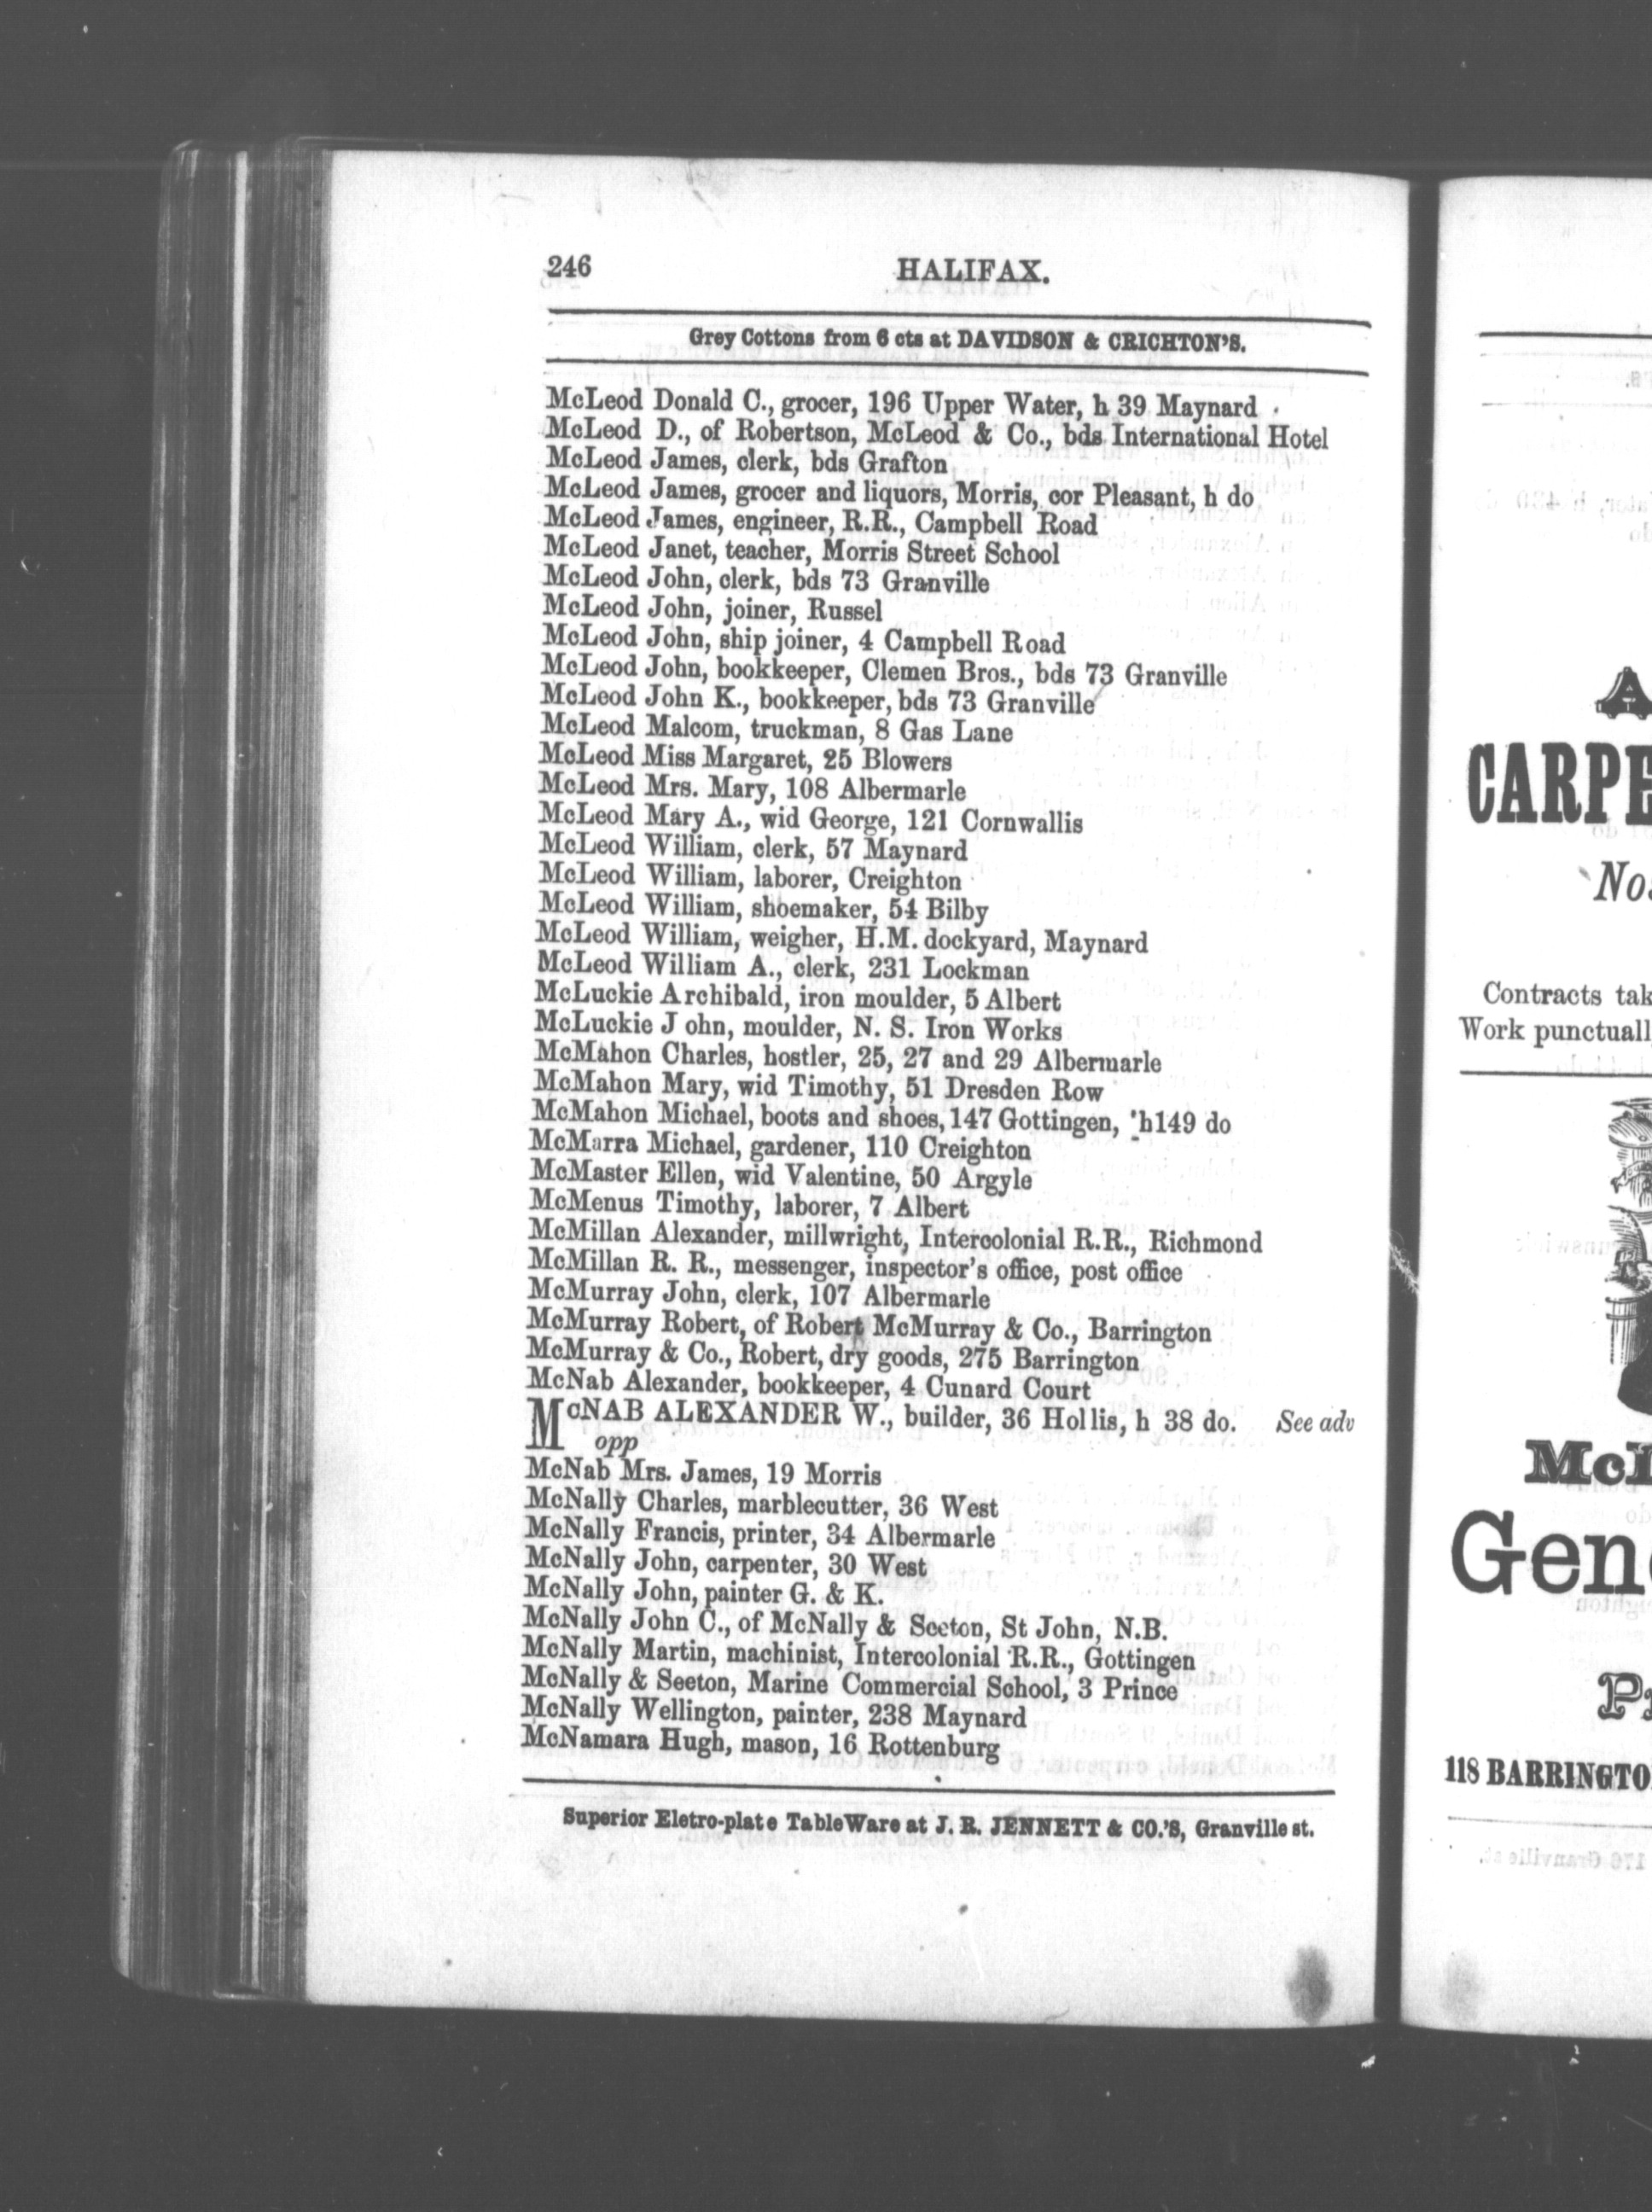 246 HALIFAX.
Grey Cottons from 6 cts at DAVIDSON & CRICHTON'S.
McLeod Donald C., grocer, 196 Upper Water, h 39 Maynard
McLeod D., of Robertson, McLeod & Co., bds International Hotel
McLeod James, clerk, bds Grafton
McLeod James, grocer and liquors, Morris, cor Pleasant, h do
McLeod James, engineer, R.R., Campbell Road
McLeod Janet, teacher, Morris Street School
McLeod John, clerk, bds 73 Granville
McLeod John, joiner, Russel
McLeod John, ship joiner, 4 Campbell Road
McLeod John, bookkeeper, Clemen Bros., bds 73 Granville
McLeod John K., bookkeeper, bds 73 Granville
McLeod Malcom, truckman, 8 Gas Lane
McLeod Miss Margaret, 25 Blowers
McLeod Mrs. Mary, 108 Albermarle
McLeod Mary A., wid George, 121 Cornwallis
McLeod William, clerk, 57 Maynard
McLeod William, laborer, Creighton
McLeod William, shoemaker, 54 Bilby
McLeod William, weigher, H.M. dockyard, Maynard
McLeod William A., clerk, 231 Lockman
McLuckie Archibald, iron moulder, 5 Albert
McLuckie J ohn, moulder, N. S. Iron Works
McMahon Charles, hostler, 25, 27 and 29 Albermarle
McMahon Mary, wid Timothy, 51 Dresden Row
McMahon Michael, boots and shoes, 147 Gottingen, 'h149 do
McMarra Michael, gardener, 110 Creighton
McMaster Ellen, wid Valentine, 50 Argyle
McMenus Timothy, laborer, 7 Albert
McMillan Alexander, millwright, Intercolonial R.R., Richmond
McMillan R. R., messenger, inspector's office, post office
McMurray John, clerk, 107 Albermarle
McMurray Robert, of Robert McMurray & Co., Barrington
McMurray & Co., Robert, dry goods, 275 Barrington
McNab Alexander, bookkeeper, 4 Cunard Court
McNAB ALEXANDER W., builder, 36 Hollis, h 38 do. See adv
opp
McNab Mrs. James, 19 Morris
McNally Charles, marblecutter, 36 West
McNally Francis, printer, 34 Albermarle
McNally John, carpenter, 30 West
McNally John, painter G. & K.
McNally John C., of McNally & Seeton, St John, N.B.
McNally Martin, machinist, Intercolonial R.R., Gottingen
McNally & Seeton, Marine Commercial School, 3 Prince
McNally Wellington, painter, 238 Maynard
McNamara Hugh, mason, 16 Rottenburg
Superior Eletro-plate TableWare at J. R. JENNETT & CO.'S, Granville st.
A
CARPE
Nos
Contracts tak
Work punctuall
McI
Gen
118 BARRINGTO